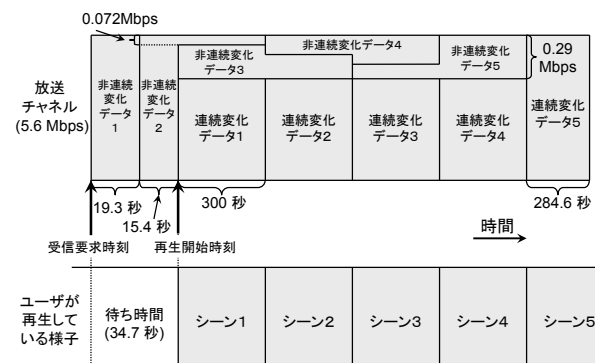 0.072Mbps
放送
チャネル
(5.6 Mbps)
非連続
変化
データ
1
非連続
変化
データ
2
非連続変化
データ3
非連続変化データ4
非連続変化
データ5
0.29
Mbps
連続変化
データ1
連続変化
データ2
連続変化
データ3
連続変化
データ4
連続変化
データ5
19.3 秒
15.4 秒
300 秒
284.6 秒
時間
受信要求時刻
再生開始時刻
ユーザが
再生して
いる様子
待ち時間
(34.7 秒)
シーン1
シーン2
シーン3
シーン4
シーン5